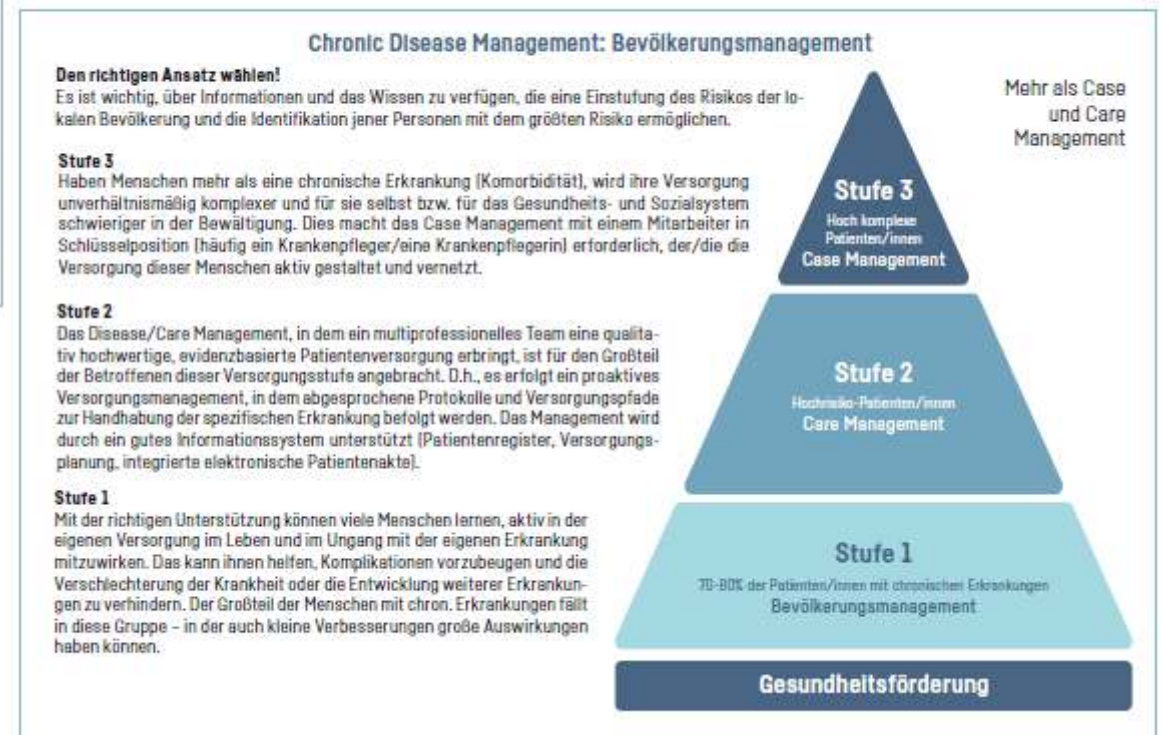 Chronic Disease Management: Bevölkerungsmanagement
Den richtigen Ansatz wählen!
Es ist wichtig, über Informationen und das Wissen zu verfügen, die eine Einstufung des Risikos der lo-
kalen Bevölkerung und die Identifikation jener Personen mit dem größten Risiko ermöglichen.
Stufe 3
Haben Menschen mehr als eine chronische Erkrankung (Komorbidität), wird ihre Versorgung
unverhältnismäßig komplexer und für sie selbst bzw. für das Gesundheits- und Sozialsystem
schwieriger in der Bewältigung. Dies macht das Case Management mit einem Mitarbeiter in
Schlüsselposition (häufig ein Krankenpfleger/eine Krankenpflegerin) erforderlich, der/die die
Versorgung dieser Menschen aktiv gestaltet und vernetzt.
Stufe 2
Das Disease/Care Management, in dem ein multiprofessionelles Team eine qualita-
tiv hochwertige, evidenzbasierte Patientenversorgung erbringt, ist für den Großteil
der Betroffenen dieser Versorgungsstufe angebracht. D.h., es erfolgt ein proaktives
Versorgungsmanagement, in dem abgesprochene Protokolle und Versorgungspfade
zur Handhabung der spezifischen Erkrankung befolgt werden. Das Management wird
durch ein gutes Informationssystem unterstützt (Patientenregister, Versorgungs-
planung, integrierte elektronische Patientenakte).
Stufe 1
Mit der richtigen Unterstützung können viele Menschen lernen, aktiv in der
eigenen Versorgung im Leben und im Ungang mit der eigenen Erkrankung
mitzuwirken. Das kann ihnen helfen, Komplikationen vorzubeugen und die
Verschlechterung der Krankheit oder die Entwicklung weiterer Erkrankun-
gen zu verhindern. Der Großteil der Menschen mit chron. Erkrankungen fällt
in diese Gruppe – in der auch kleine Verbesserungen große Auswirkungen
haben können.
Mehr als Case
und Care
Management
Stufe 3
Hoch komplexe
Patienten/innen
Case Management
Stufe 2
Hochrisiko-Patienten/innen
Care Management
Stufe 1
70-80% der Patienten/innen mit chronischen Erkrankungen
Bevölkerungsmanagement
Gesundheitsförderung